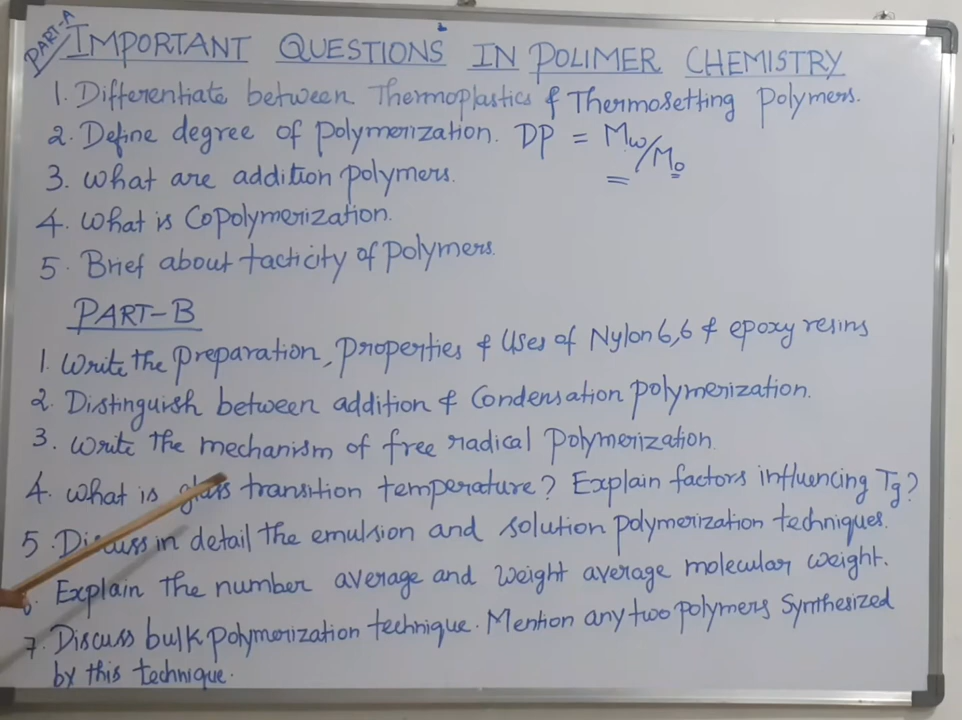 PART-A
IMPORTANT QUESTIONS IN POLIMER CHEMISTRY
1. Differentiate between Thermoplastics & Thermosetting Polymers.
2. Define degree of polymerization. DP = Mw/Mo
3. What are addition polymers.
4. What is Copolymerization.
5. Brief about tacticity of Polymers.
PART-B
1. Write the preparation, properties & Uses of Nylon 6,6 & epoxy resins
2. Distinguish between addition & Condensation polymerization.
3. Write the mechanism of free radical Polymerization.
4. What is glass transition temperature? Explain factors influencing Tg?
5. Discuss in detail the emulsion and solution polymerization techniques.
6. Explain the number average and weight average molecular weight.
7. Discuss bulk polymerization technique. Mention any two polymers Synthesized
by this technique.